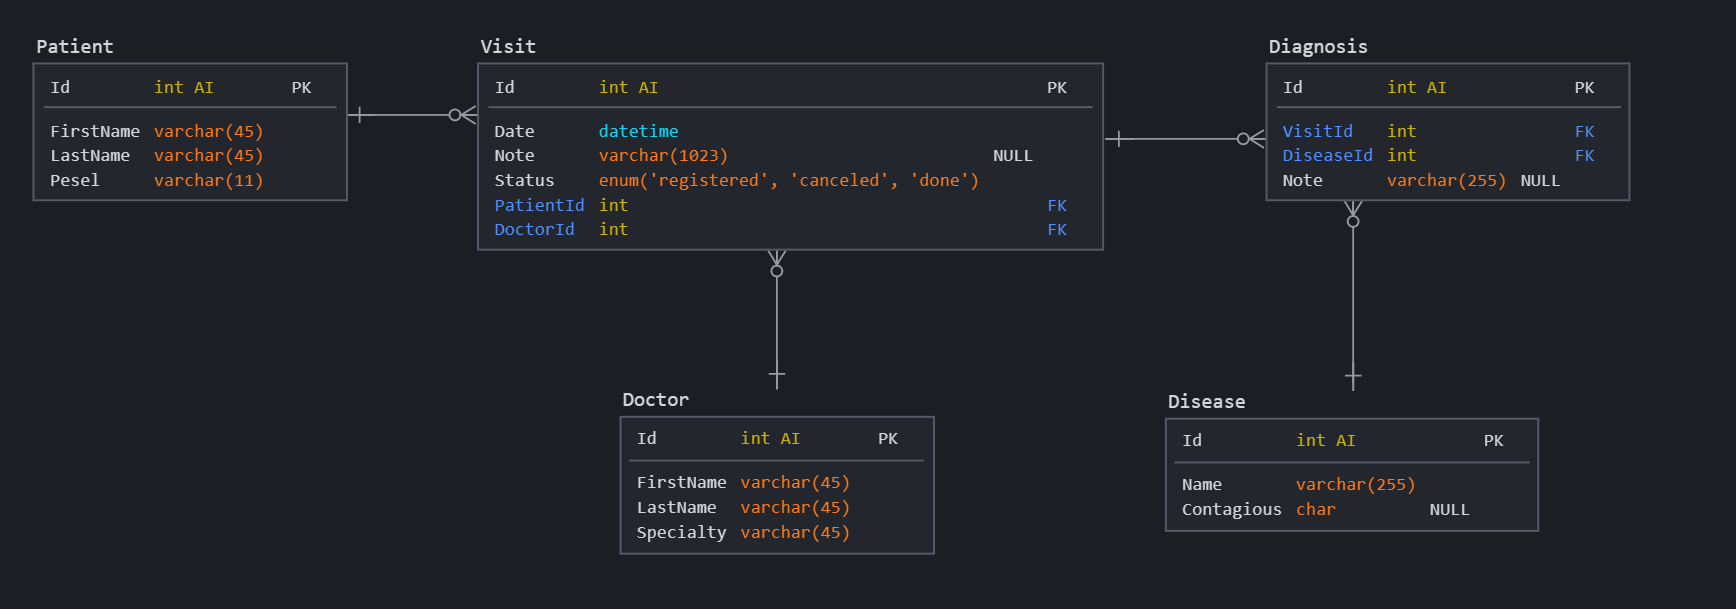 Patient
Id int AI PK
FirstName varchar(45)
LastName varchar(45)
Pesel varchar(11)
Visit
Id int AI PK
Date datetime
Note varchar(1023) NULL
Status enum('registered', 'canceled', 'done')
PatientId int FK
DoctorId int FK
Diagnosis
Id int AI PK
VisitId int FK
DiseaseId int FK
Note varchar(255) NULL
Doctor
Id int AI PK
FirstName varchar(45)
LastName varchar(45)
Specialty varchar(45)
Disease
Id int AI PK
Name varchar(255)
Contagious char NULL